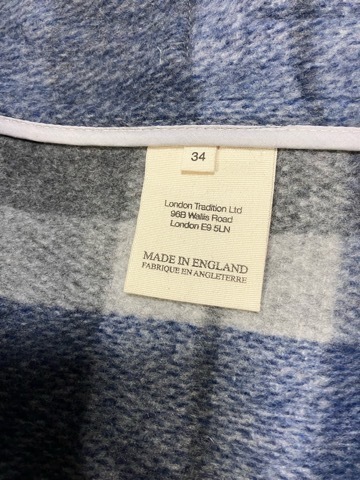 34
London Tradition Ltd
96B Wallis Road
London E9 5LN
MADE IN ENGLAND
FABRIQUE EN ANGLETERRE